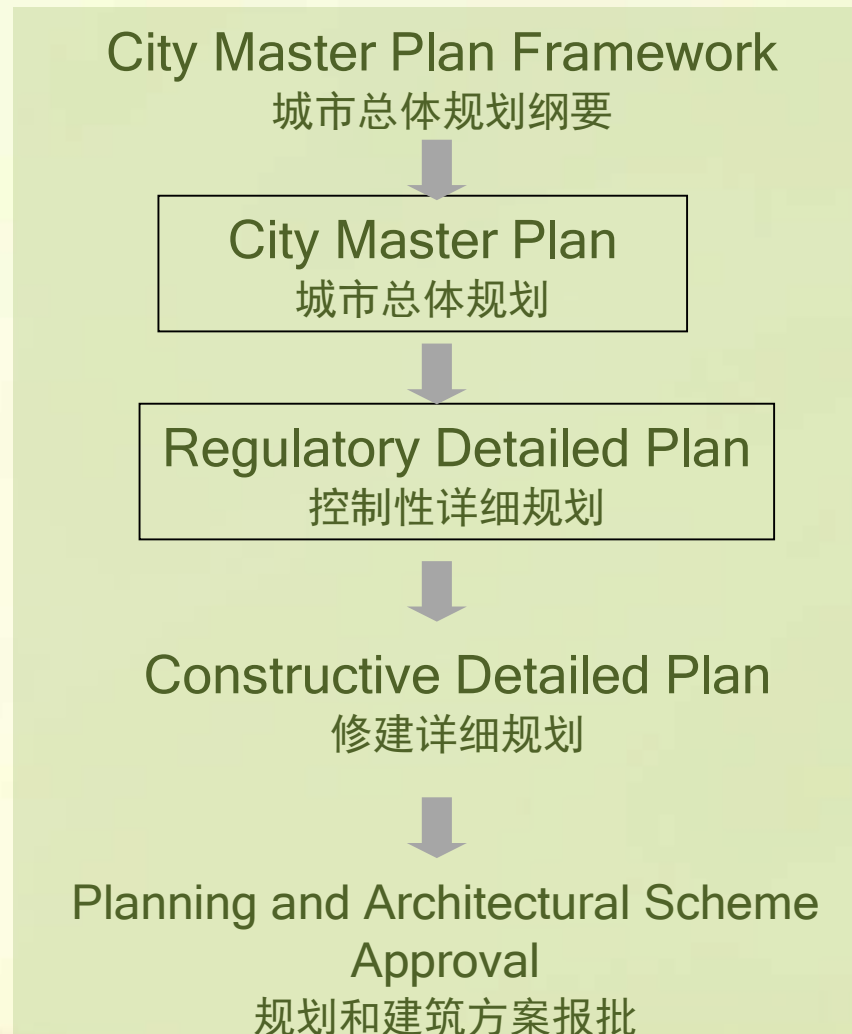 City Master Plan Framework
城市总体规划纲要
City Master Plan
城市总体规划
Regulatory Detailed Plan
控制性详细规划
Constructive Detailed Plan
修建详细规划
Planning and Architectural Scheme
Approval
规划和建筑方案报批